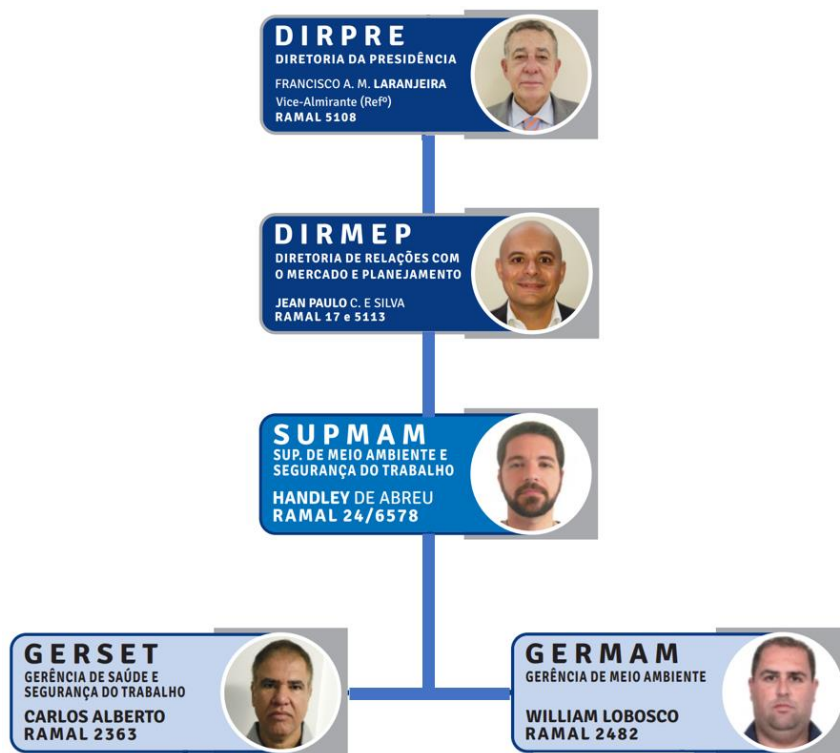 DIRPRE
DIRETORIA DA PRESIDÊNCIA
FRANCISCO A. M. LARANJEIRA
Vice-Almirante (Refº)
RAMAL 5108
DIRMEP
DIRETORIA DE RELAÇÕES COM
O MERCADO E PLANEJAMENTO
JEAN PAULO C. E SILVA
RAMAL 17 e 5113
SUPMAM
SUP. DE MEIO AMBIENTE E
SEGURANÇA DO TRABALHO
HANDLEY DE ABREU
RAMAL 24/6578
GERSET
GERÊNCIA DE SAÚDE E
SEGURANÇA DO TRABALHO
CARLOS ALBERTO
RAMAL 2363
GERMAM
GERÊNCIA DE MEIO AMBIENTE
WILLIAM LOBOSCO
RAMAL 2482